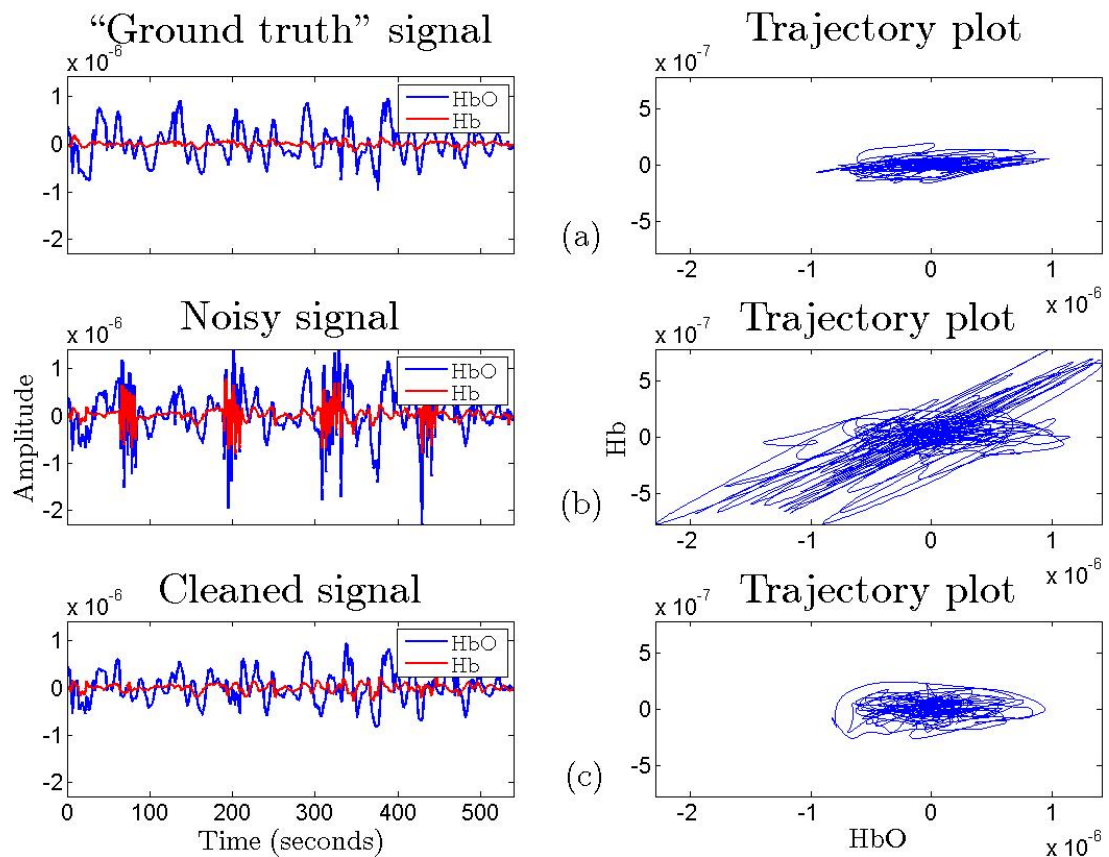 “Ground truth” signal
x 10⁻⁶
1
0
-1
-2
HbO
Hb
Trajectory plot
x 10⁻⁷
5
0
-5
-2
-1
0
1
x 10⁻⁶
(a)
Noisy signal
x 10⁻⁶
1
0
-1
-2
Amplitude
HbO
Hb
Trajectory plot
x 10⁻⁷
5
0
-5
Hb
-2
-1
0
1
x 10⁻⁶
(b)
Cleaned signal
x 10⁻⁶
1
0
-1
-2
HbO
Hb
0
100
200
300
400
500
Time (seconds)
Trajectory plot
x 10⁻⁷
5
0
-5
-2
-1
0
1
HbO
x 10⁻⁶
(c)